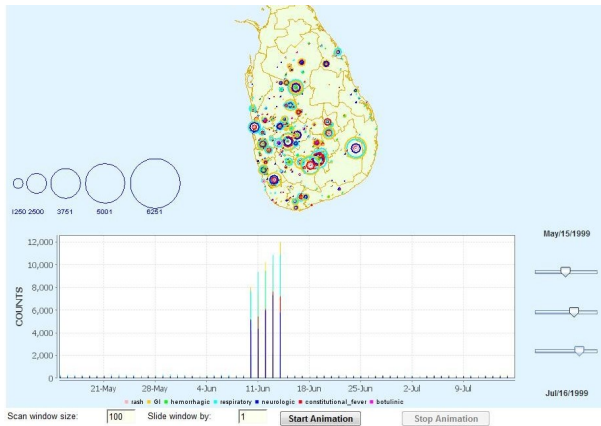 1250 2500 3751 5001 6251
May/15/1999
12,000
10,000
8,000
6,000
4,000
2,000
0
COUNTS
21-May 28-May 4-Jun 11-Jun 18-Jun 25-Jun 2-Jul 9-Jul
rash GI hemorrhagic respiratory neurologic constitutional_fever botulinic
Jul/16/1999
Scan window size: 100 Slide window by: 1 Start Animation Stop Animation